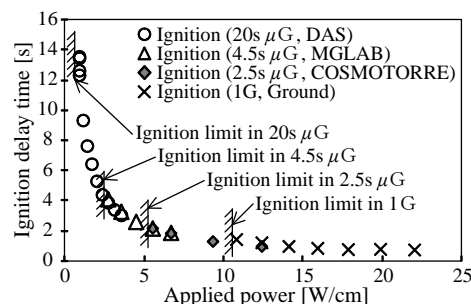 Ignition delay time [s]
16
14
12
10
8
6
4
2
0
Ignition (20s μG, DAS)
Ignition (4.5s μG, MGLAB)
Ignition (2.5s μG, COSMOTORRE)
Ignition (1G, Ground)
Ignition limit in 20s μG
Ignition limit in 4.5s μG
Ignition limit in 2.5s μG
Ignition limit in 1G
0 5 10 15 20 25
Applied power [W/cm]